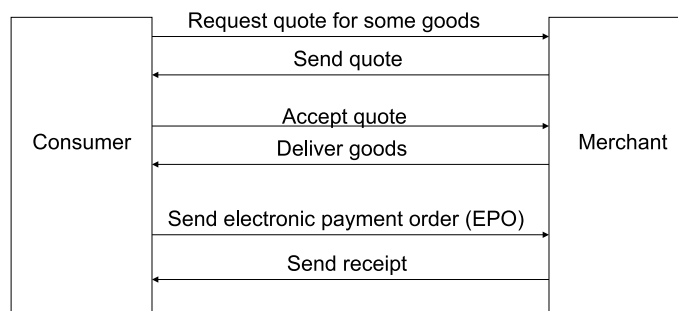 Request quote for some goods
Send quote
Accept quote
Consumer
Merchant
Deliver goods
Send electronic payment order (EPO)
Send receipt